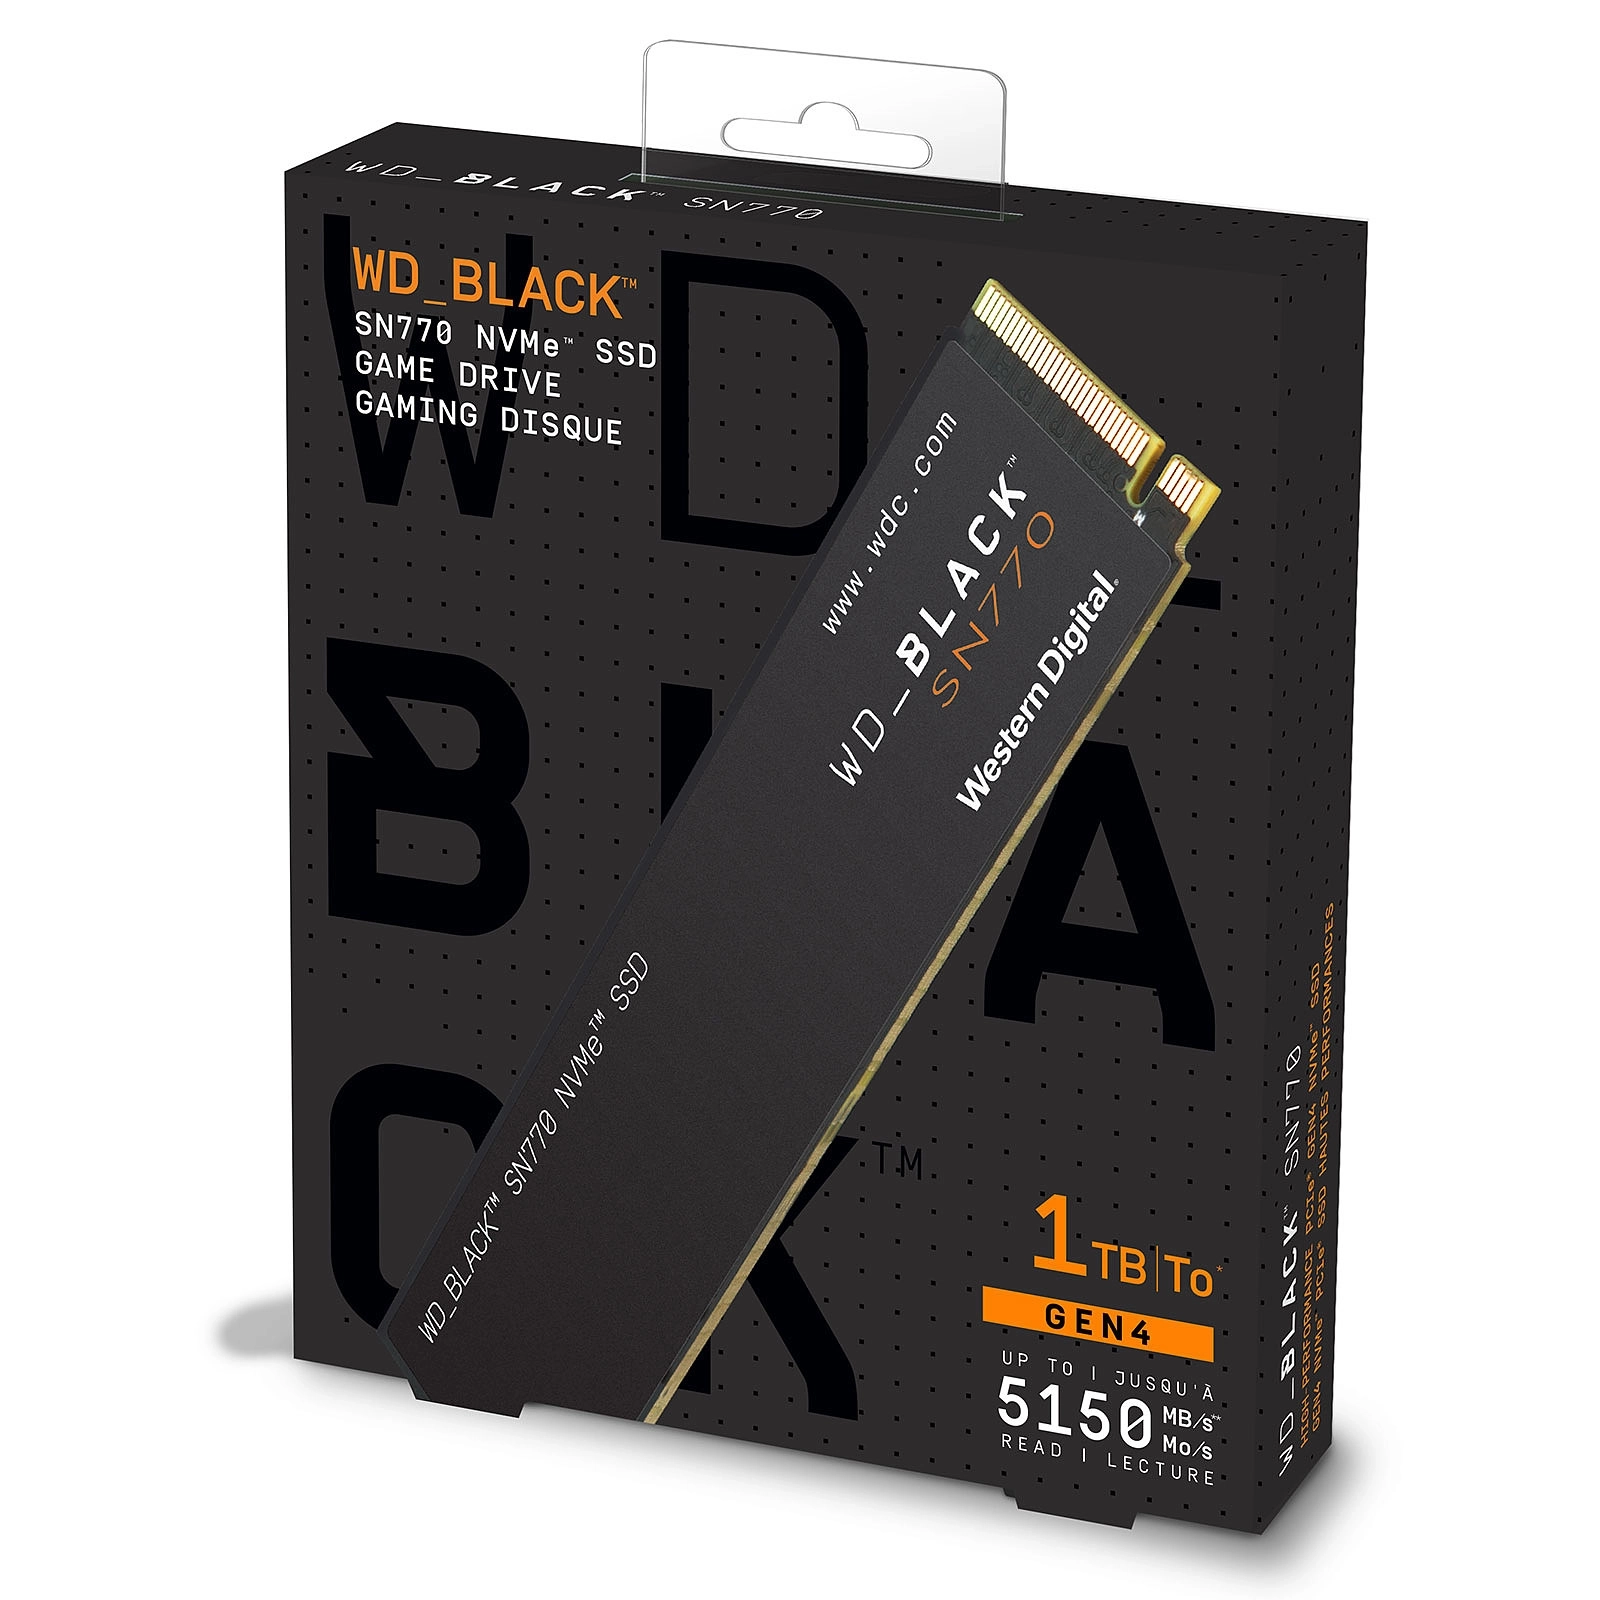 WD_BLACK™ SN770
WD_BLACK™
SN770 NVMe™ SSD
GAME DRIVE
GAMING DISQUE
WD_BLACK™
www.wdc.com
WD_BLACK™
SN770
Western Digital®
WD_BLACK™ SN770 NVMe™ SSD
1TB|To*
GEN4
UP TO | JUSQU'À
5150 MB/s**
Mo/s
READ | LECTURE
WD_BLACK™ SN770
HIGH-PERFORMANCE PCIe® GEN4 NVMe™ SSD
GEN4 NVMe™ PCIe® SSD HAUTES PERFORMANCES